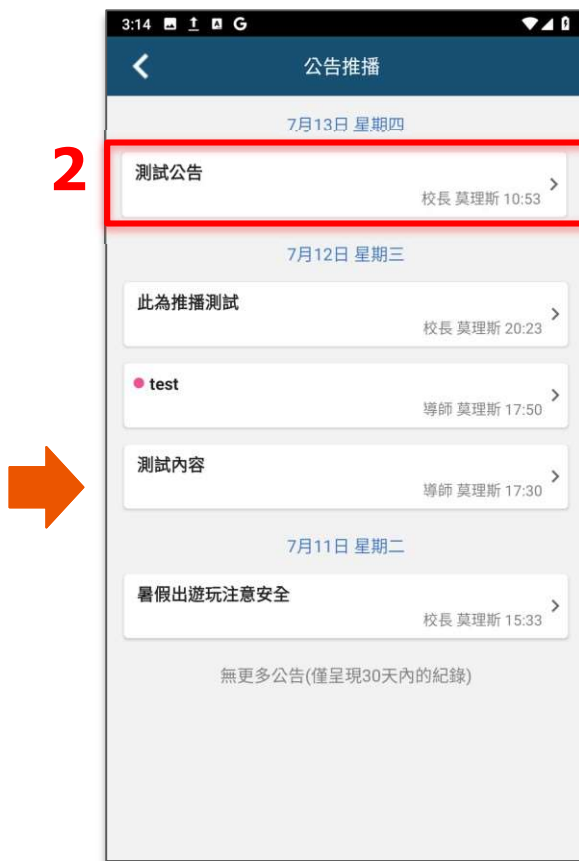 3:14 G
公告推播
7月13日 星期四
2
測試公告
校長 莫理斯 10:53
7月12日 星期三
此為推播測試
校長 莫理斯 20:23
test
導師 莫理斯 17:50
測試內容
導師 莫理斯 17:30
7月11日 星期二
暑假出遊玩注意安全
校長 莫理斯 15:33
無更多公告(僅呈現30天內的紀錄)